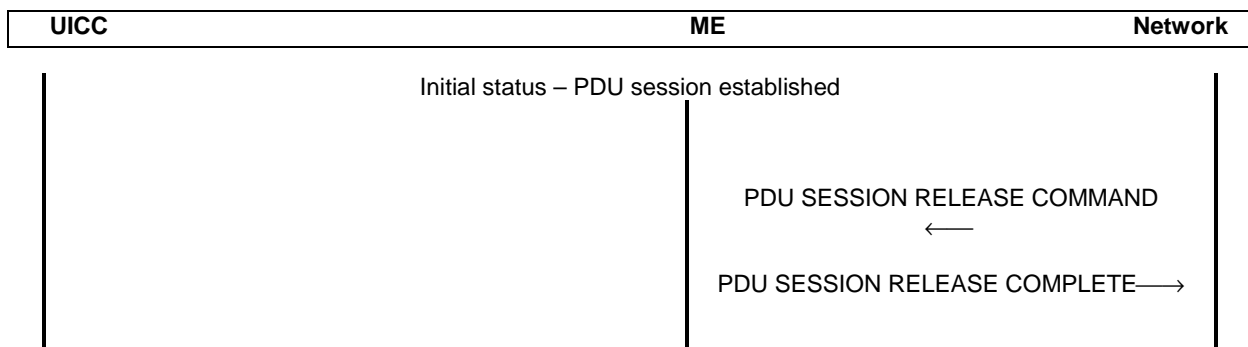 UICC ME Network
Initial status – PDU session established
PDU SESSION RELEASE COMMAND
←
PDU SESSION RELEASE COMPLETE→